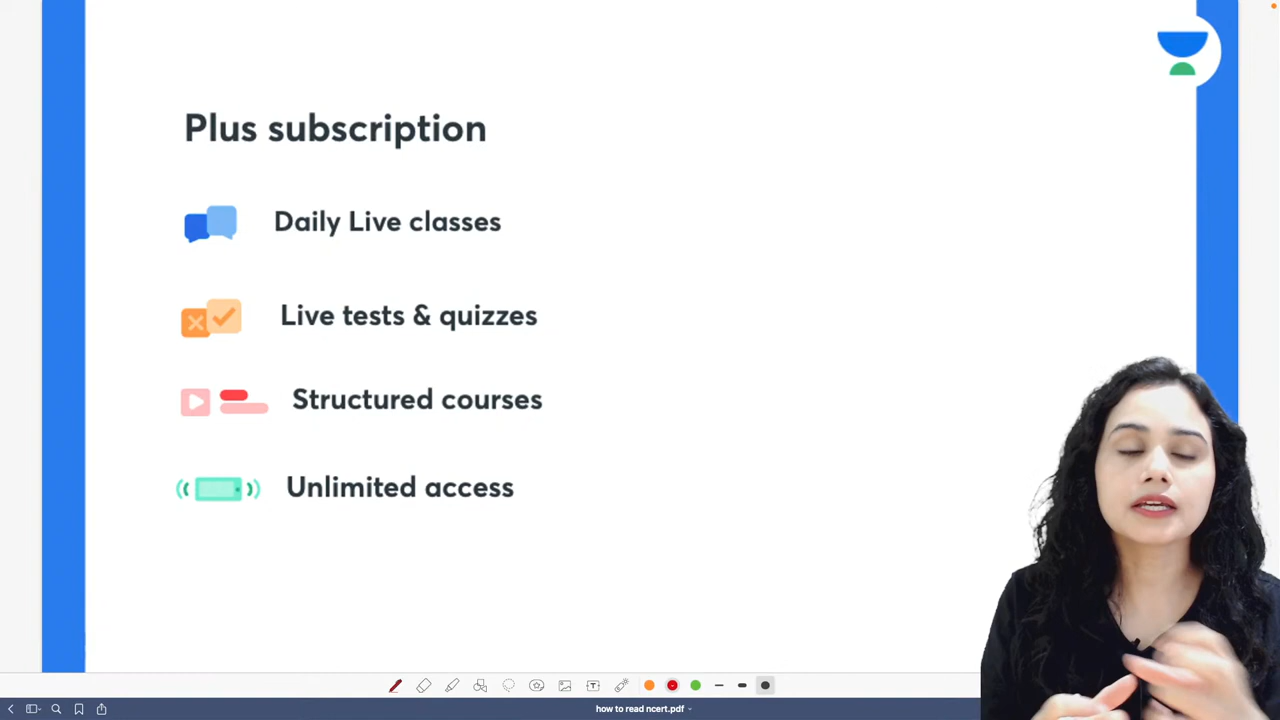 Plus subscription
Daily Live classes
Live tests & quizzes
Structured courses
Unlimited access
how to read ncert.pdf